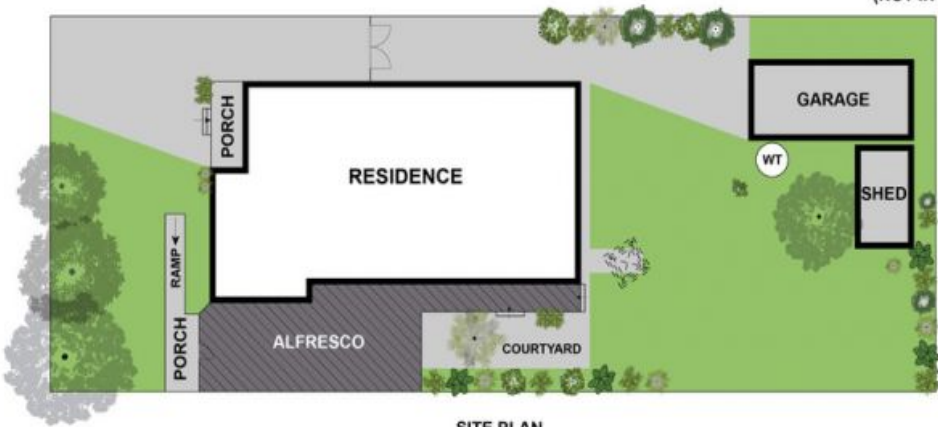 GARAGE
PORCH
WT
RESIDENCE
SHED
RAMP
ALFRESCO
PORCH
COURTYARD
SITE PLAN